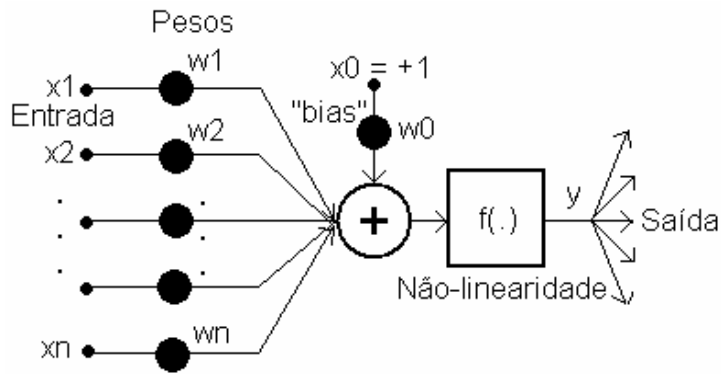 Pesos
x1
w1
Entrada
x2
w2
.
.
.
.
.
xn
wn
x0 = +1
"bias"
w0
+
f(.)
Não-linearidade
y
Saída